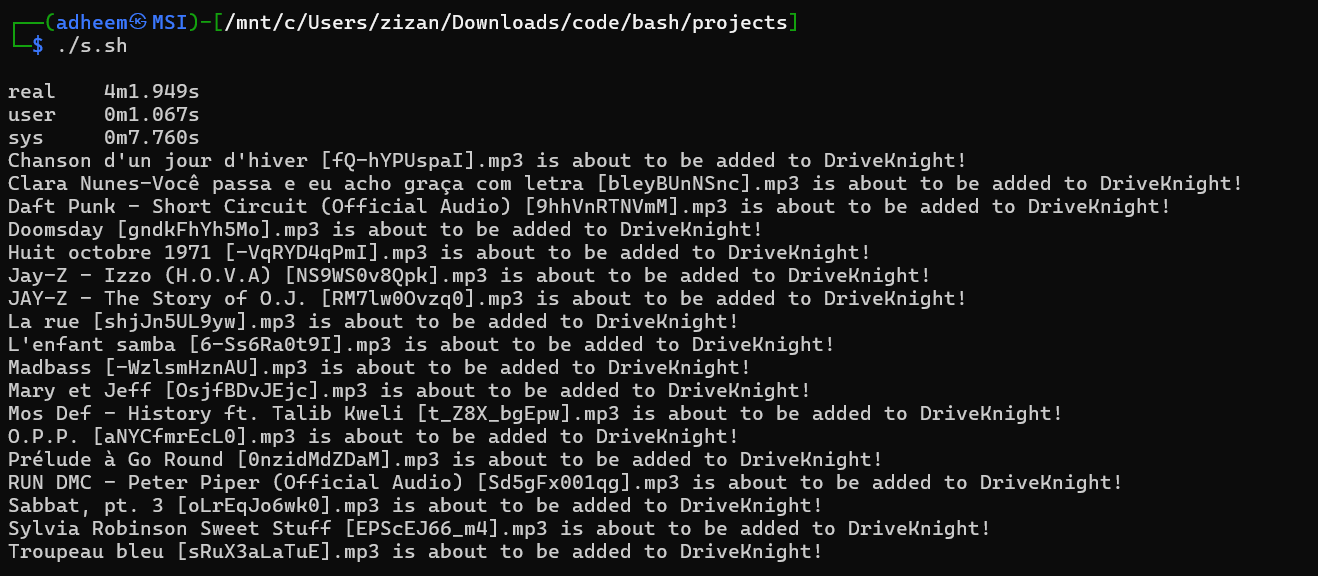 ┌──(adheem㉿MSI)-[/mnt/c/Users/zizan/Downloads/code/bash/projects]
└─$ ./s.sh
real 4m1.949s
user 0m1.067s
sys 0m7.760s
Chanson d'un jour d'hiver [fQ-hYPUspaI].mp3 is about to be added to DriveKnight!
Clara Nunes-Você passa e eu acho graça com letra [bleyBUnNSnc].mp3 is about to be added to DriveKnight!
Daft Punk - Short Circuit (Official Audio) [9hhVnRTNVmM].mp3 is about to be added to DriveKnight!
Doomsday [gndkFhYh5Mo].mp3 is about to be added to DriveKnight!
Huit octobre 1971 [-VqRYD4qPmI].mp3 is about to be added to DriveKnight!
Jay-Z - Izzo (H.O.V.A) [NS9WS0v8Qpk].mp3 is about to be added to DriveKnight!
JAY-Z - The Story of O.J. [RM7lw0Ovzq0].mp3 is about to be added to DriveKnight!
La rue [shjJn5UL9yw].mp3 is about to be added to DriveKnight!
L'enfant samba [6-Ss6Ra0t9I].mp3 is about to be added to DriveKnight!
Madbass [-WzlsmHznAU].mp3 is about to be added to DriveKnight!
Mary et Jeff [OsjfBDvJEjc].mp3 is about to be added to DriveKnight!
Mos Def - History ft. Talib Kweli [t_Z8X_bgEpw].mp3 is about to be added to DriveKnight!
O.P.P. [aNYCfmrEcL0].mp3 is about to be added to DriveKnight!
Prélude à Go Round [0nzidMdZDaM].mp3 is about to be added to DriveKnight!
RUN DMC - Peter Piper (Official Audio) [Sd5gFx001qg].mp3 is about to be added to DriveKnight!
Sabbat, pt. 3 [oLrEqJo6wk0].mp3 is about to be added to DriveKnight!
Sylvia Robinson Sweet Stuff [EPScEJ66_m4].mp3 is about to be added to DriveKnight!
Troupeau bleu [sRuX3aLaTuE].mp3 is about to be added to DriveKnight!